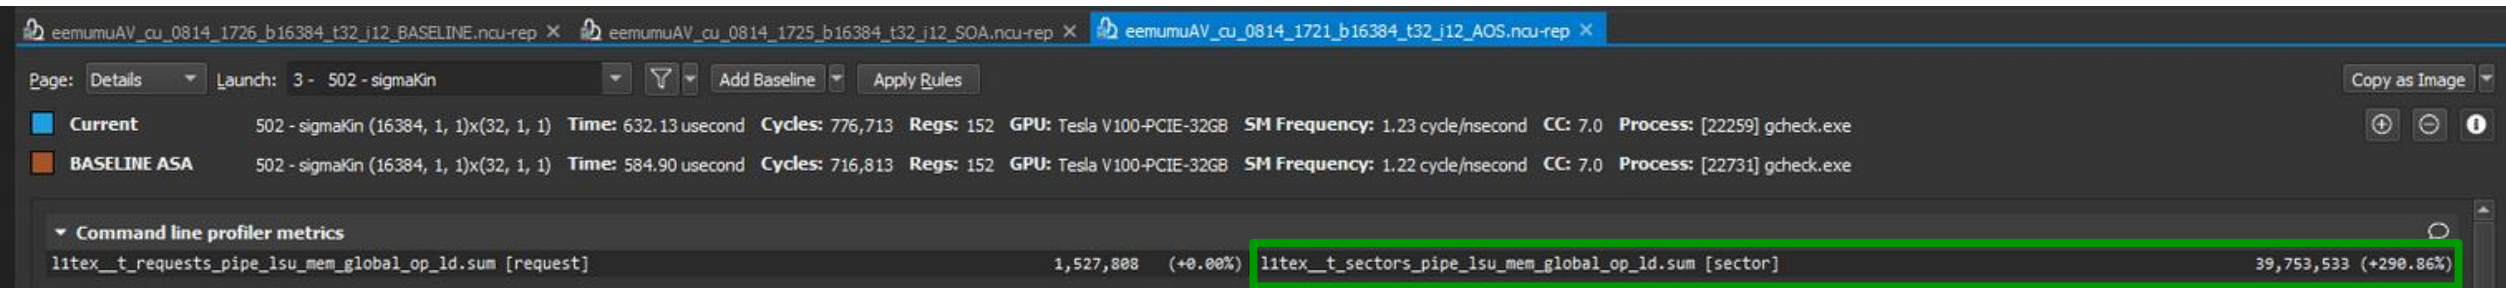 eemumuAV_cu_0814_1726_b16384_t32_i12_BASELINE.ncu-rep × eemumuAV_cu_0814_1725_b16384_t32_i12_SOA.ncu-rep × eemumuAV_cu_0814_1721_b16384_t32_i12_AOS.ncu-rep ×
Page: Details Launch: 3 - 502 - sigmaKin Add Baseline Apply Rules Copy as Image
Current 502 - sigmaKin (16384, 1, 1)x(32, 1, 1) Time: 632.13 usecond Cycles: 776,713 Regs: 152 GPU: Tesla V100-PCIE-32GB SM Frequency: 1.23 cycle/nsecond CC: 7.0 Process: [22259] gcheck.exe
BASELINE ASA 502 - sigmaKin (16384, 1, 1)x(32, 1, 1) Time: 584.90 usecond Cycles: 716,813 Regs: 152 GPU: Tesla V100-PCIE-32GB SM Frequency: 1.22 cycle/nsecond CC: 7.0 Process: [22731] gcheck.exe
Command line profiler metrics
l1tex__t_requests_pipe_lsu_mem_global_op_ld.sum [request] 1,527,808 (+0.00%) l1tex__t_sectors_pipe_lsu_mem_global_op_ld.sum [sector] 39,753,533 (+290.86%)